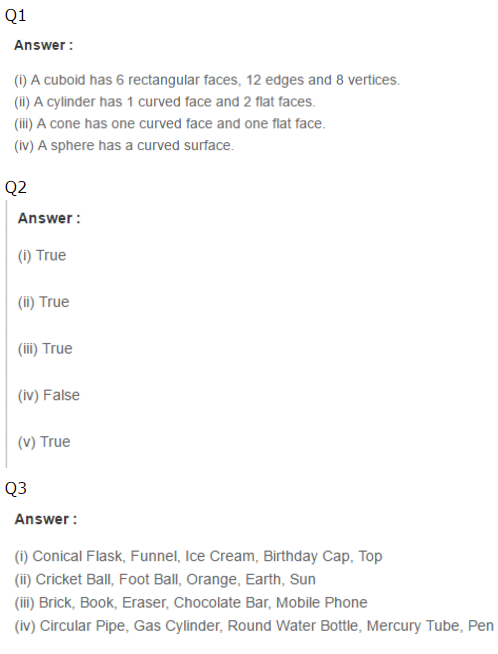 Q1
Answer :
(i) A cuboid has 6 rectangular faces, 12 edges and 8 vertices.
(ii) A cylinder has 1 curved face and 2 flat faces.
(iii) A cone has one curved face and one flat face.
(iv) A sphere has a curved surface.
Q2
Answer :
(i) True
(ii) True
(iii) True
(iv) False
(v) True
Q3
Answer :
(i) Conical Flask, Funnel, Ice Cream, Birthday Cap, Top
(ii) Cricket Ball, Foot Ball, Orange, Earth, Sun
(iii) Brick, Book, Eraser, Chocolate Bar, Mobile Phone
(iv) Circular Pipe, Gas Cylinder, Round Water Bottle, Mercury Tube, Pen